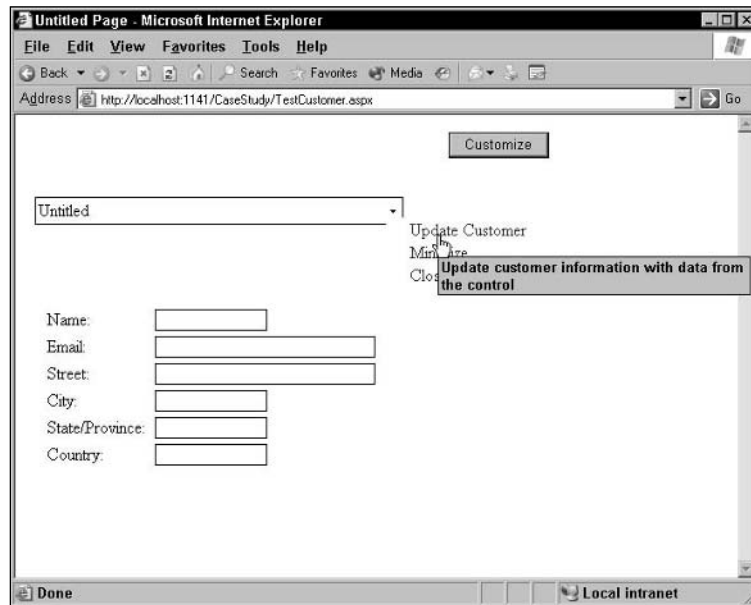 Untitled Page - Microsoft Internet Explorer
File Edit View Favorites Tools Help
Back Search Favorites Media
Address http://localhost:1141/CaseStudy/TestCustomer.aspx Go
Customize
Untitled
Update Customer
Update customer information with data from
the control
Name:
Email:
Street:
City:
State/Province:
Country:
Done Local intranet